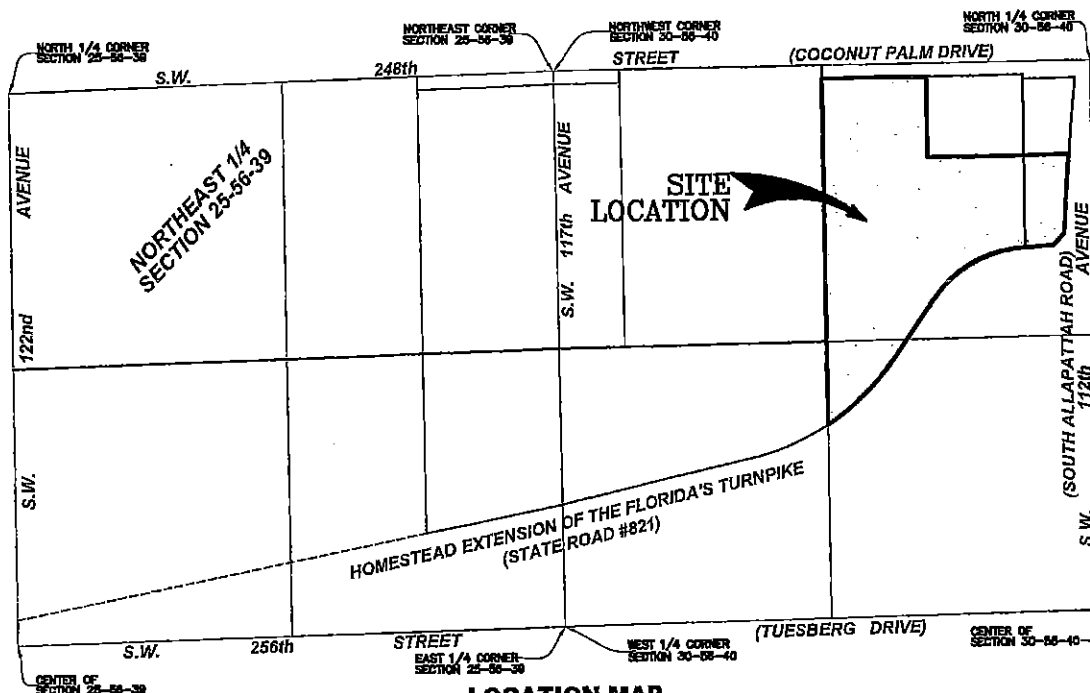 NORTH 1/4 CORNER
SECTION 25-56-39
NORTHEAST CORNER
SECTION 25-56-39
NORTHWEST CORNER
SECTION 30-56-40
NORTH 1/4 CORNER
SECTION 30-56-40
S.W. 248th STREET (COCONUT PALM DRIVE)
NORTHEAST 1/4
SECTION 25-56-39
S.W. 122nd AVENUE
S.W. 117th AVENUE
SITE
LOCATION
(SOUTH ALLAPATTAH ROAD)
S.W. 112th AVENUE
HOMESTEAD EXTENSION OF THE FLORIDA'S TURNPIKE
(STATE ROAD #821)
S.W. 256th STREET (TUESBERG DRIVE)
CENTER OF
SECTION 25-56-39
EAST 1/4 CORNER
SECTION 25-56-39
WEST 1/4 CORNER
SECTION 30-56-40
CENTER OF
SECTION 30-56-40
LOCATION MAP